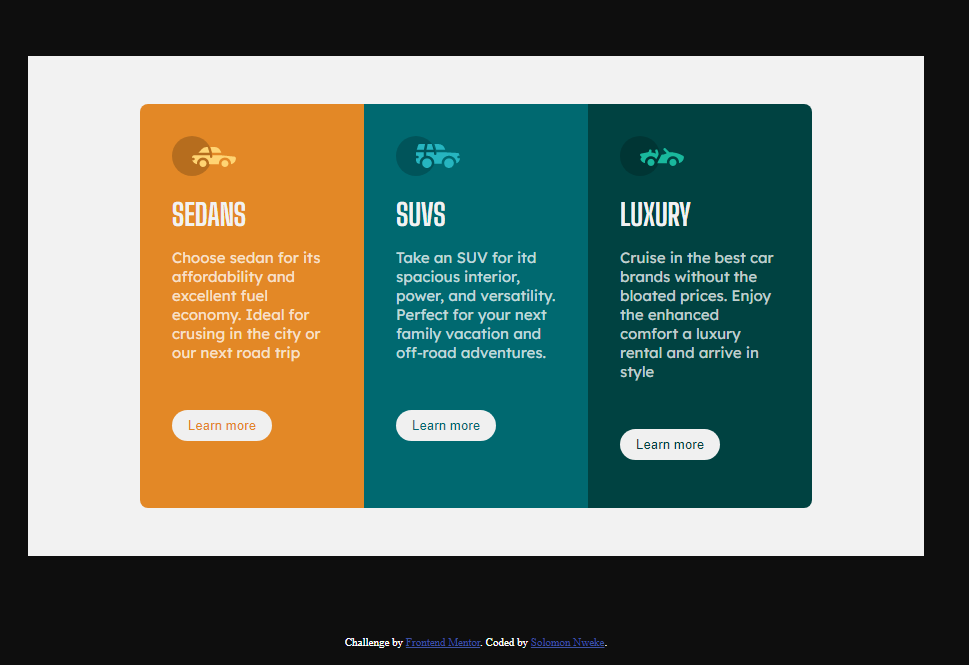 SEDANS
Choose sedan for its
affordability and
excellent fuel
economy. Ideal for
crusing in the city or
our next road trip
Learn more
SUVS
Take an SUV for itd
spacious interior,
power, and versatility.
Perfect for your next
family vacation and
off-road adventures.
Learn more
LUXURY
Cruise in the best car
brands without the
bloated prices. Enjoy
the enhanced
comfort a luxury
rental and arrive in
style
Learn more
Challenge by Frontend Mentor. Coded by Solomon Nweke.